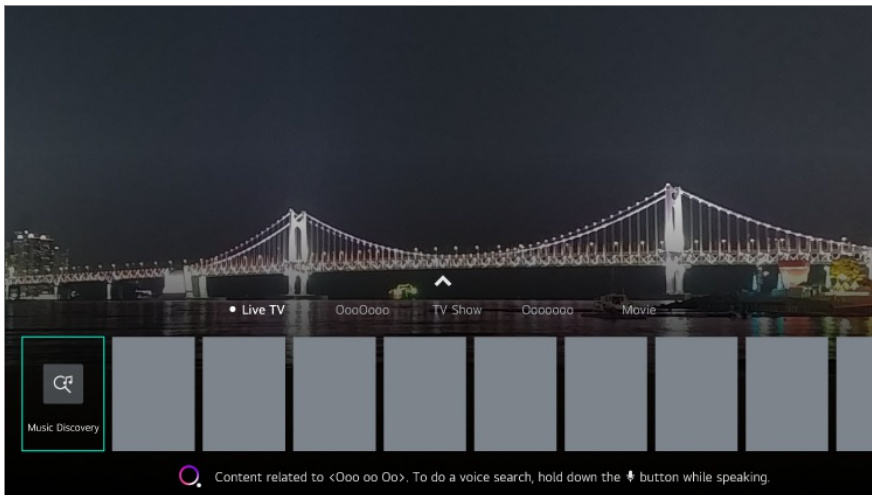 Live TV OooOooo TV Show Ooooooo Movie
Music Discovery
Content related to <Ooo oo Oo>. To do a voice search, hold down the button while speaking.